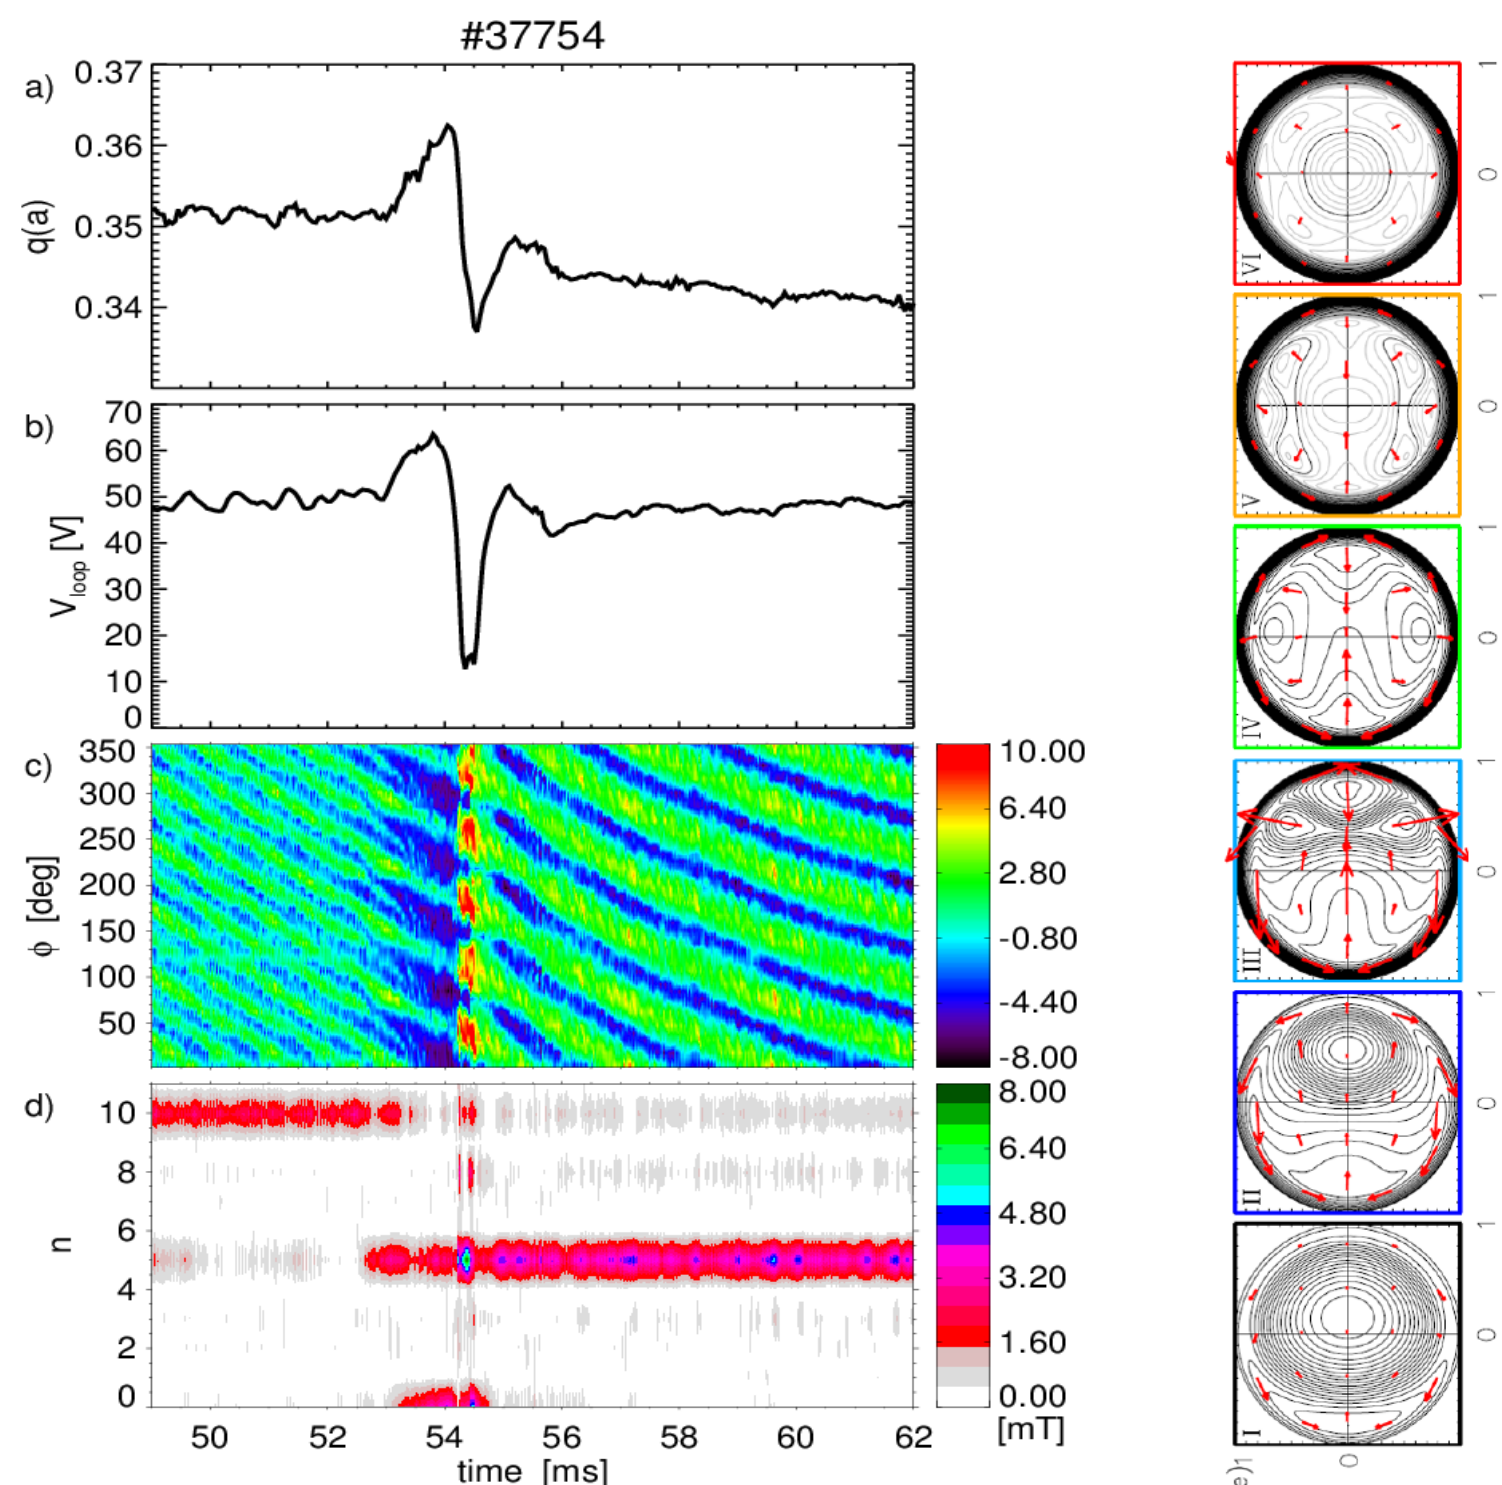 #37754
a)
0.37
0.36
0.35
0.34
q(a)
b)
70
60
50
40
30
20
10
0
V_loop [V]
c)
350
300
250
200
150
100
50
ϕ [deg]
10.00
6.40
2.80
-0.80
-4.40
-8.00
d)
10
8
6
4
2
0
n
8.00
6.40
4.80
3.20
1.60
0.00
[mT]
50 52 54 56 58 60 62
time [ms]
VI
1
0
V
1
0
IV
1
0
III
1
0
II
1
0
I
1
0
e)
1
0